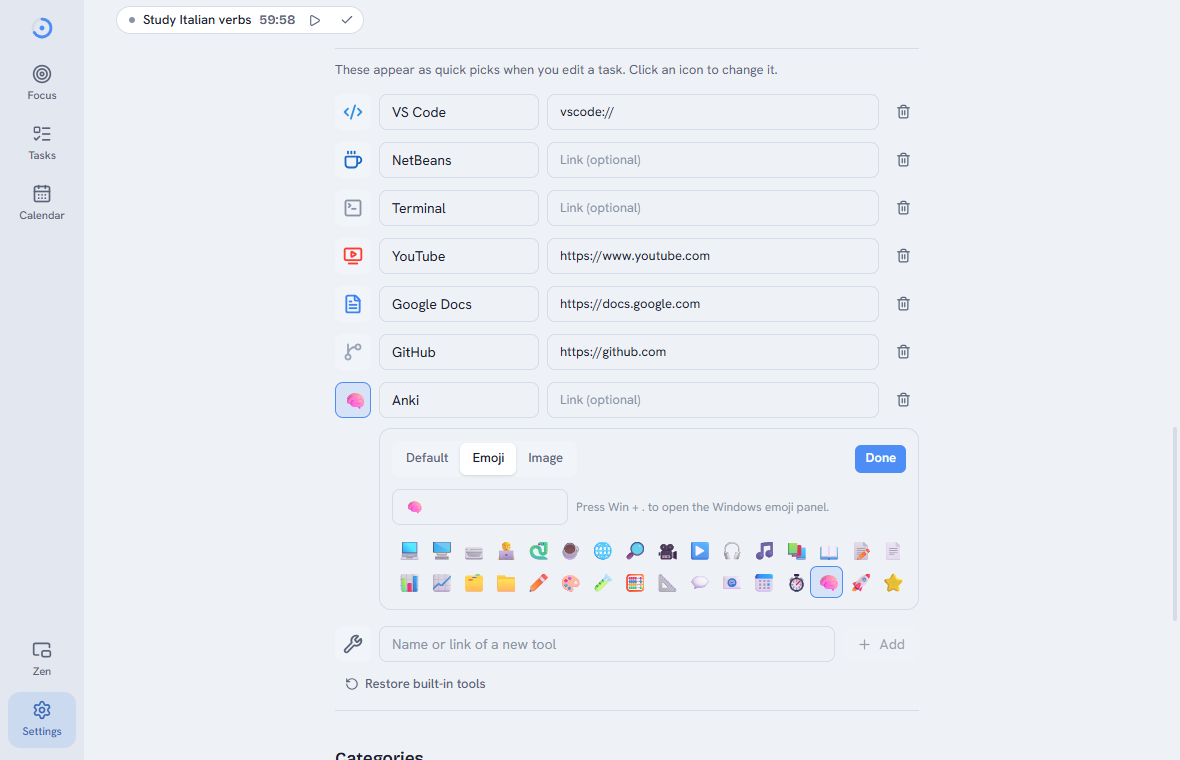 Study Italian verbs 59:58
Focus
Tasks
Calendar
Zen
Settings
These appear as quick picks when you edit a task. Click an icon to change it.
VS Code vscode://
NetBeans Link (optional)
Terminal Link (optional)
YouTube https://www.youtube.com
Google Docs https://docs.google.com
GitHub https://github.com
Anki Link (optional)
Default Emoji Image Done
Press Win + . to open the Windows emoji panel.
Name or link of a new tool + Add
Restore built-in tools
Categories